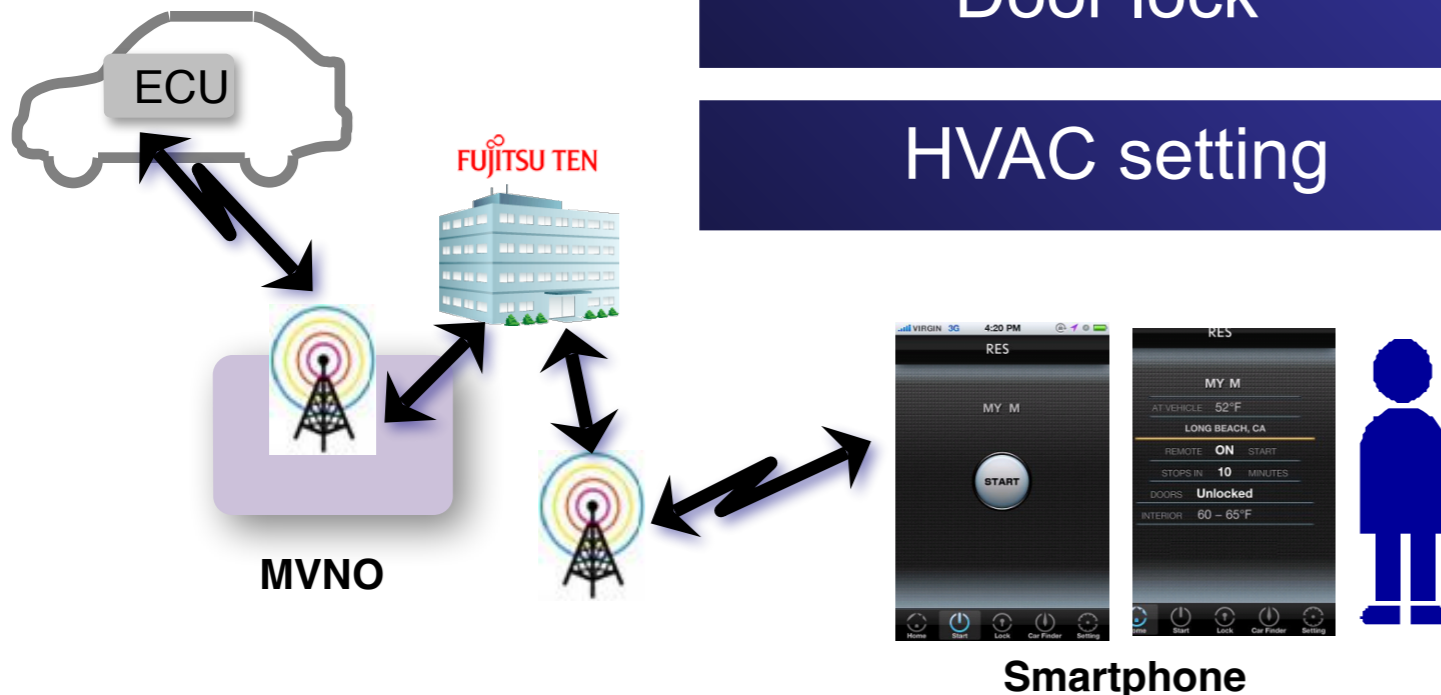 Door lock
HVAC setting
ECU
FUJITSU TEN
MVNO
VIRGIN 3G 4:20 PM
RES
MY M
START
Home Start Lock Car Finder Setting
RES
MY M
AT VEHICLE 52°F
LONG BEACH, CA
REMOTE ON START
STOPS IN 10 MINUTES
DOORS Unlocked
INTERIOR 60 – 65°F
ome Start Lock Car Finder Setting
Smartphone